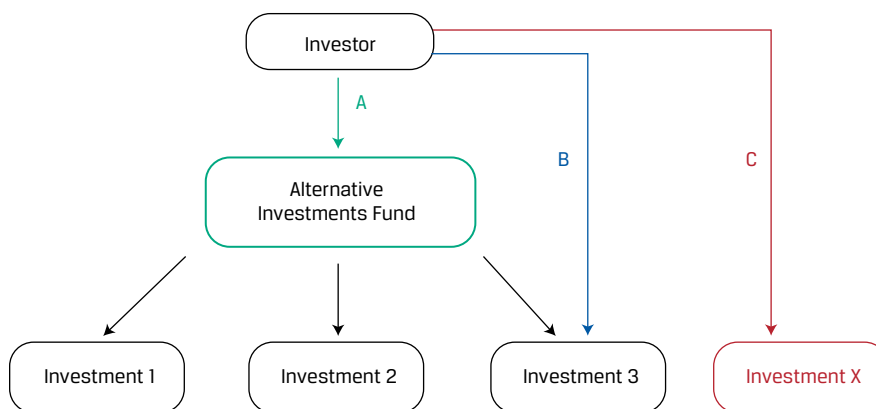 Investor
A
B
C
Alternative
Investments Fund
Investment 1
Investment 2
Investment 3
Investment X